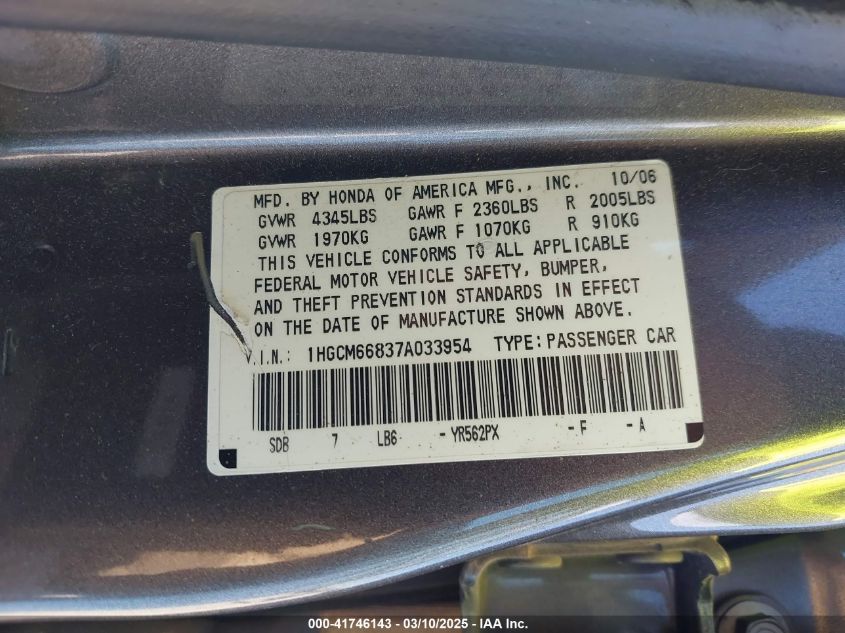 MFD. BY HONDA OF AMERICA MFG., INC. 10/06
GVWR 4345LBS GAWR F 2360LBS R 2005LBS
GVWR 1970KG GAWR F 1070KG R 910KG
THIS VEHICLE CONFORMS TO ALL APPLICABLE
FEDERAL MOTOR VEHICLE SAFETY, BUMPER,
AND THEFT PREVENTION STANDARDS IN EFFECT
ON THE DATE OF MANUFACTURE SHOWN ABOVE.
V.I.N.: 1HGCM66837A033954 TYPE: PASSENGER CAR
SDB 7 LB6 - YR562PX - F - A
000-41746143 — 03/10/2025 — IAA Inc.